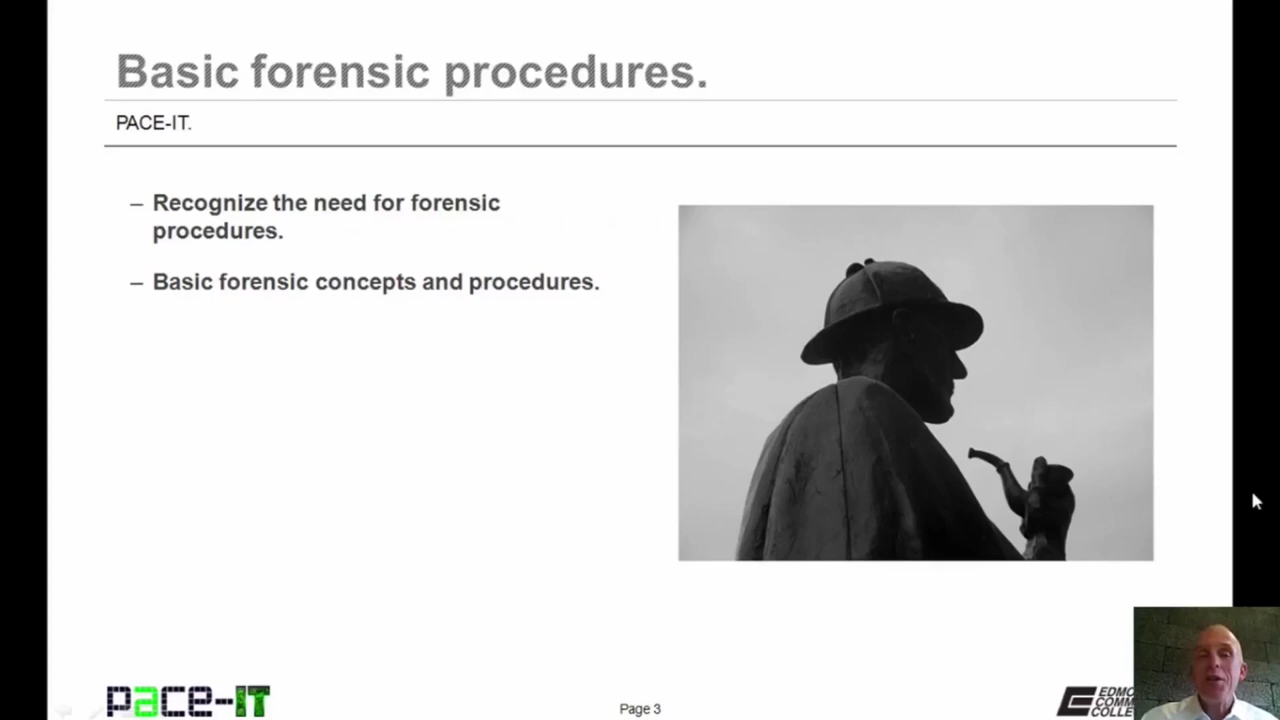 Basic forensic procedures.
PACE-IT.
– Recognize the need for forensic
procedures.
– Basic forensic concepts and procedures.
pace-IT
Page 3